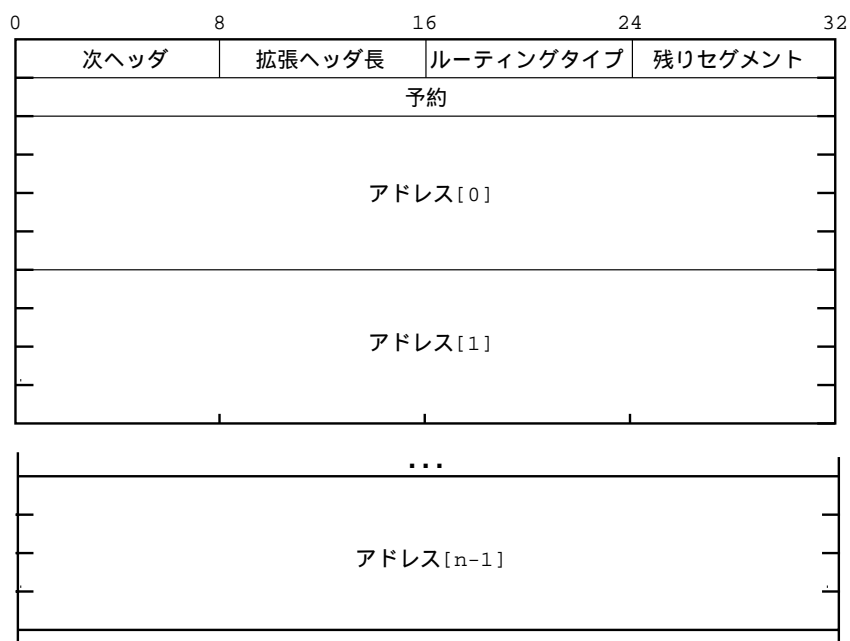 0 8 16 24 32
次ヘッダ 拡張ヘッダ長 ルーティングタイプ 残りセグメント
予約
アドレス[0]
アドレス[1]
...
アドレス[n-1]